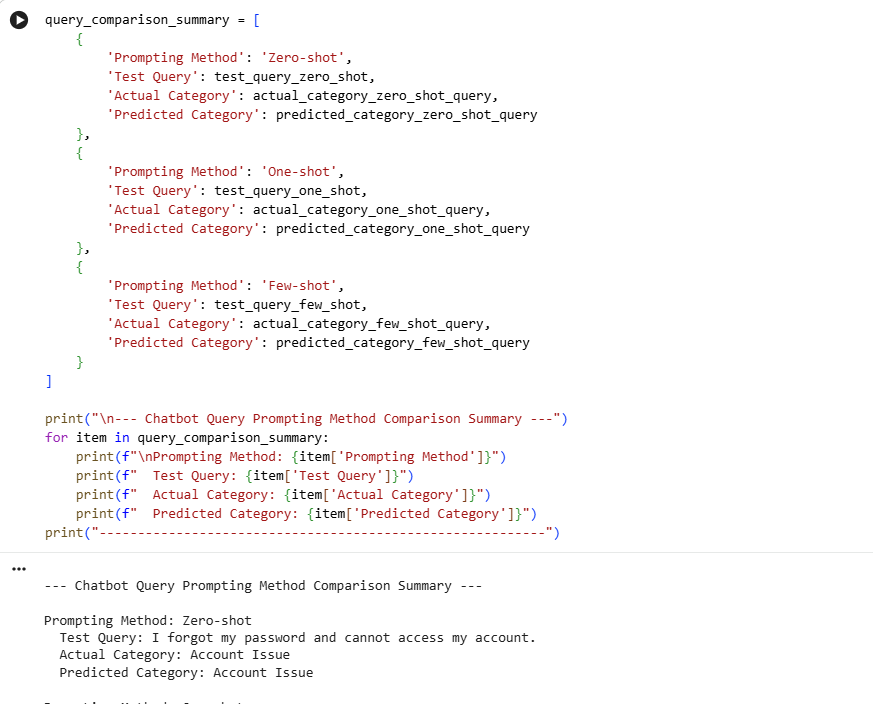 query_comparison_summary = [
    {
        'Prompting Method': 'Zero-shot',
        'Test Query': test_query_zero_shot,
        'Actual Category': actual_category_zero_shot_query,
        'Predicted Category': predicted_category_zero_shot_query
    },
    {
        'Prompting Method': 'One-shot',
        'Test Query': test_query_one_shot,
        'Actual Category': actual_category_one_shot_query,
        'Predicted Category': predicted_category_one_shot_query
    },
    {
        'Prompting Method': 'Few-shot',
        'Test Query': test_query_few_shot,
        'Actual Category': actual_category_few_shot_query,
        'Predicted Category': predicted_category_few_shot_query
    }
]

print("\n--- Chatbot Query Prompting Method Comparison Summary ---")
for item in query_comparison_summary:
    print(f"\nPrompting Method: {item['Prompting Method']}")
    print(f"  Test Query: {item['Test Query']}")
    print(f"  Actual Category: {item['Actual Category']}")
    print(f"  Predicted Category: {item['Predicted Category']}")
print("----------------------------------------------------------")

--- Chatbot Query Prompting Method Comparison Summary ---

Prompting Method: Zero-shot
  Test Query: I forgot my password and cannot access my account.
  Actual Category: Account Issue
  Predicted Category: Account Issue